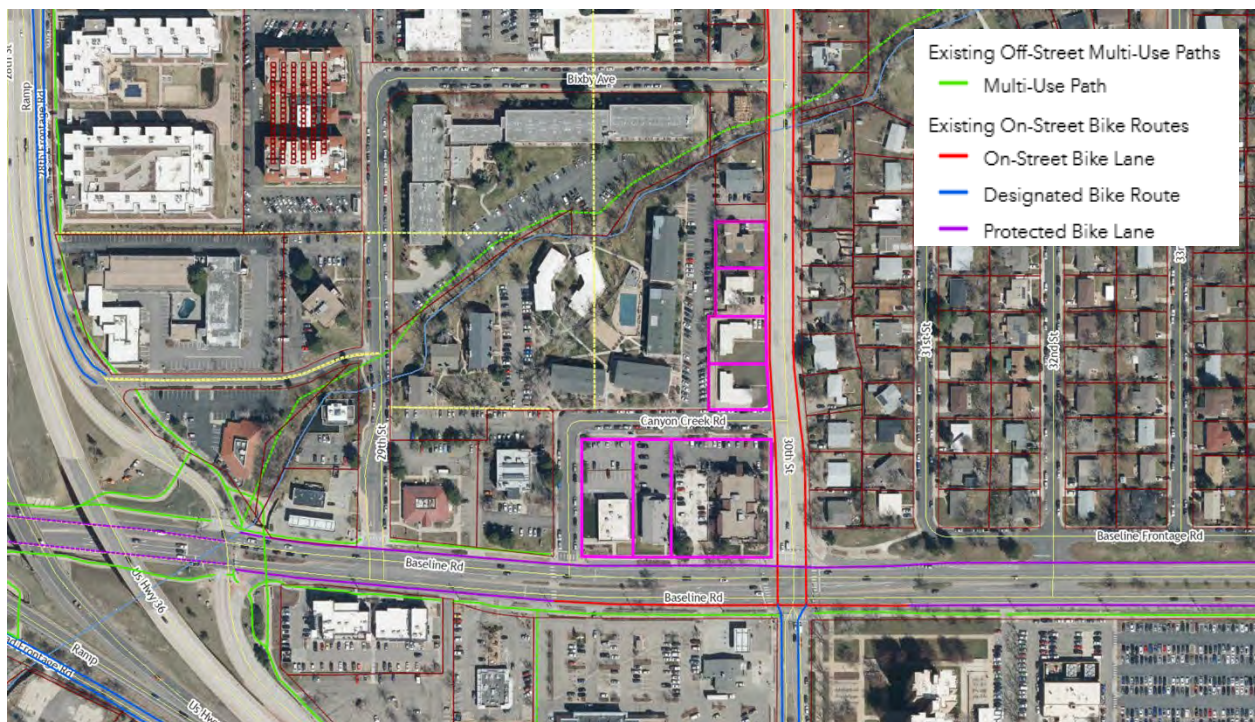 28th St
Ramp
Bixby Ave
Existing Off-Street Multi-Use Paths
Multi-Use Path
Existing On-Street Bike Routes
On-Street Bike Lane
Designated Bike Route
Protected Bike Lane
29th St
Canyon Creek Rd
30th St
31st St
32nd St
Baseline Frontage Rd
Baseline Rd
Baseline Rd
Us Hwy 36
Ramp
Frontage Rd